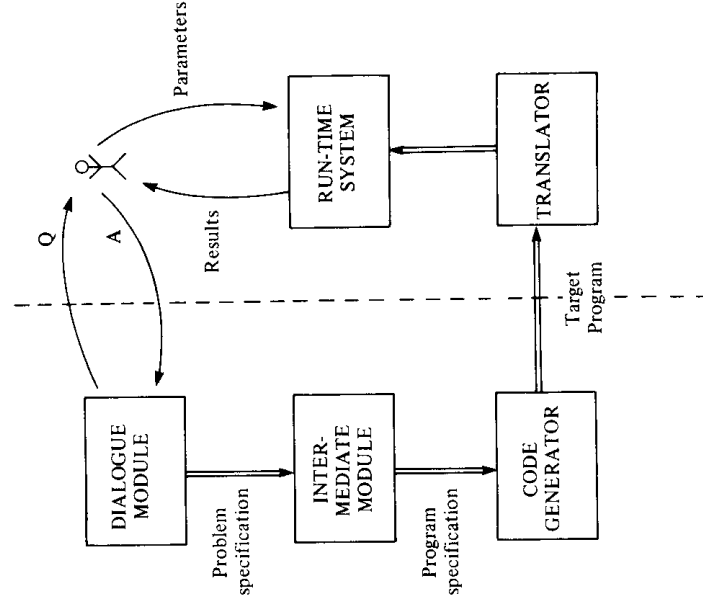 Q
A
Parameters
Results
DIALOGUE
MODULE
RUN-TIME
SYSTEM
Problem
specification
INTER-
MEDIATE
MODULE
Program
specification
CODE
GENERATOR
Target
Program
TRANSLATOR